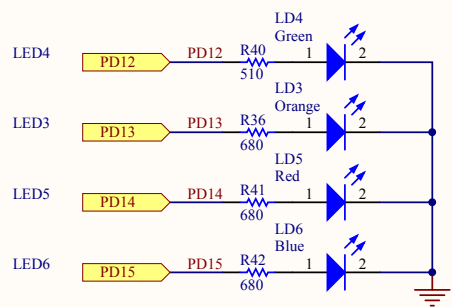 LD4
Green
LED4 PD12 PD12 R40 1 2
510
LD3
Orange
LED3 PD13 PD13 R36 1 2
680
LD5
Red
LED5 PD14 PD14 R41 1 2
680
LD6
Blue
LED6 PD15 PD15 R42 1 2
680